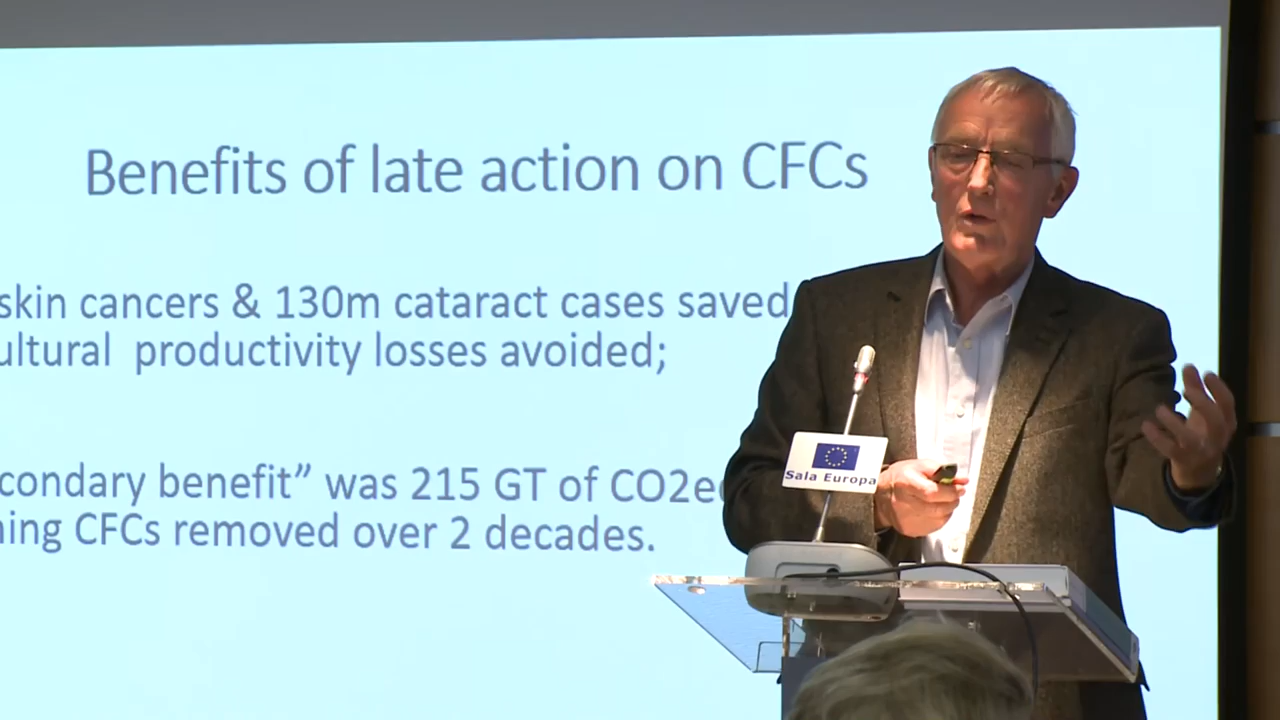 Benefits of late action on CFCs
skin cancers & 130m cataract cases saved
ultural productivity losses avoided;
condary benefit” was 215 GT of CO2e
ning CFCs removed over 2 decades.
Sala Europa